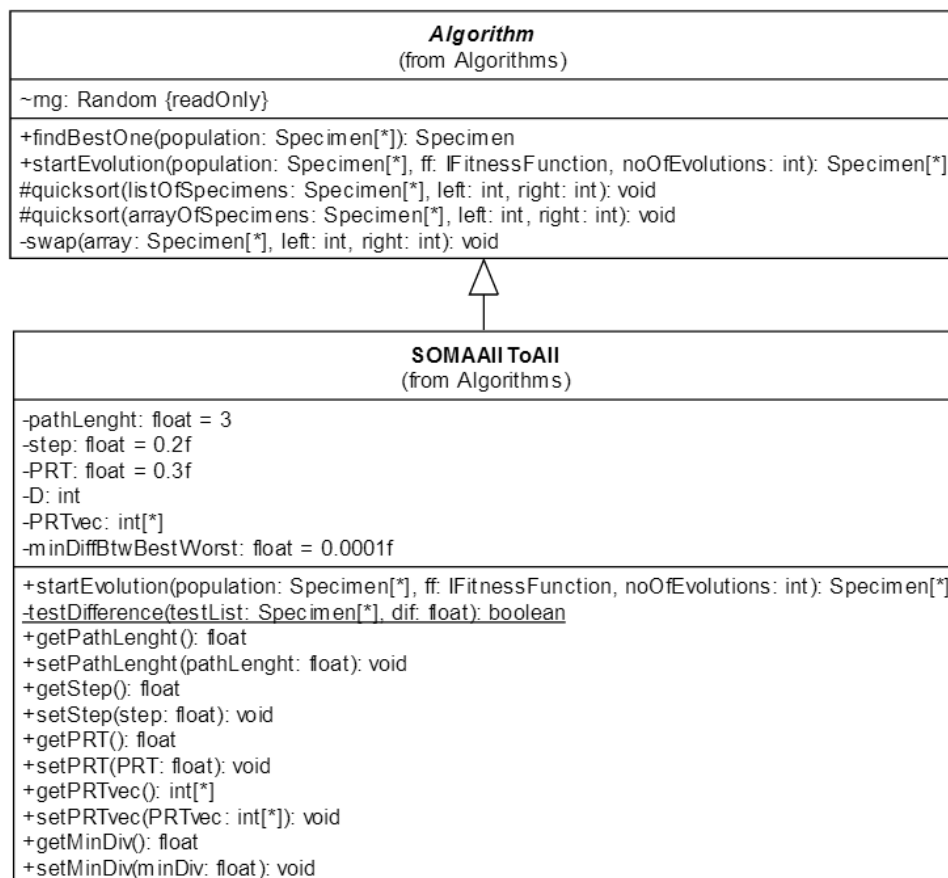 Algorithm
(from Algorithms)
~rng: Random {readOnly}
+findBestOne(population: Specimen[*]): Specimen
+startEvolution(population: Specimen[*], ff: IFitnessFunction, noOfEvolutions: int): Specimen[*]
#quicksort(listOfSpecimens: Specimen[*], left: int, right: int): void
#quicksort(arrayOfSpecimens: Specimen[*], left: int, right: int): void
-swap(array: Specimen[*], left: int, right: int): void
SOMAAllToAll
(from Algorithms)
-pathLenght: float = 3
-step: float = 0.2f
-PRT: float = 0.3f
-D: int
-PRTvec: int[*]
-minDiffBtwBestWorst: float = 0.0001f
+startEvolution(population: Specimen[*], ff: IFitnessFunction, noOfEvolutions: int): Specimen[*]
-testDifference(testList: Specimen[*], dif: float): boolean
+getPathLenght(): float
+setPathLenght(pathLenght: float): void
+getStep(): float
+setStep(step: float): void
+getPRT(): float
+setPRT(PRT: float): void
+getPRTvec(): int[*]
+setPRTvec(PRTvec: int[*]): void
+getMinDiv(): float
+setMinDiv(minDiv: float): void